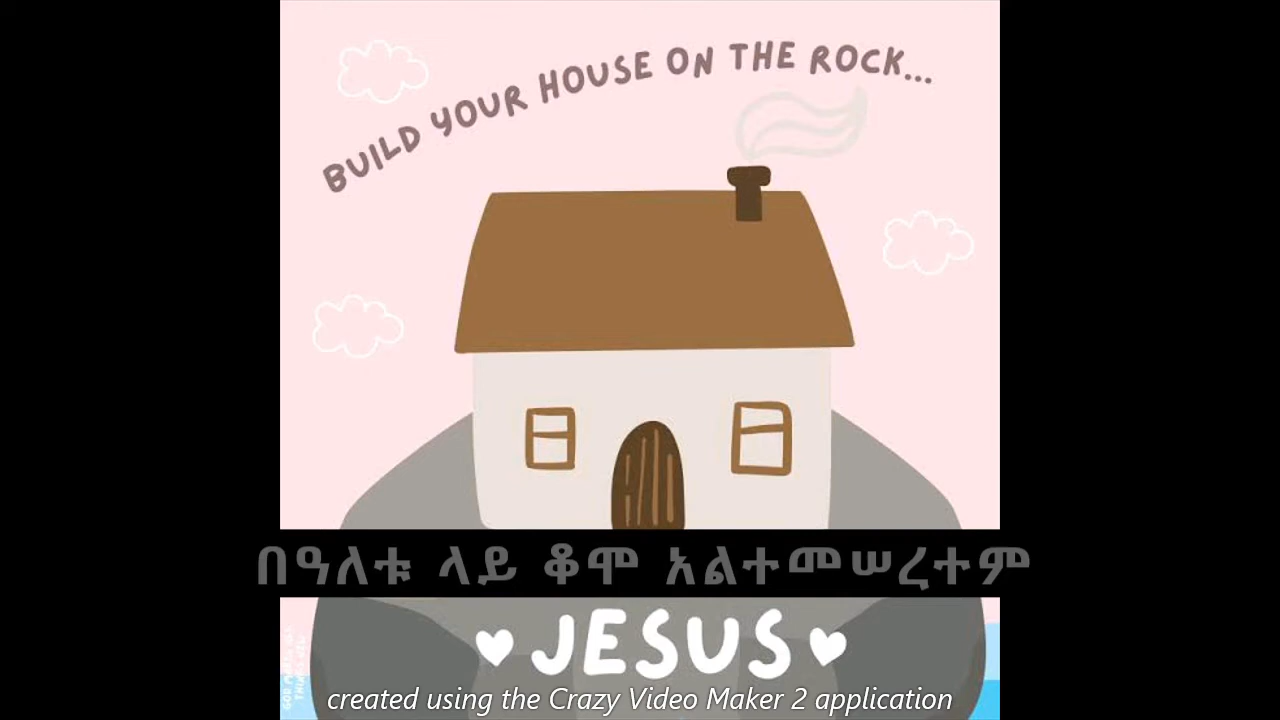 BUILD YOUR HOUSE ON THE ROCK...
በዓለቱ ላይ ቆሞ አልተመሠረተም
JESUS
created using the Crazy Video Maker 2 application